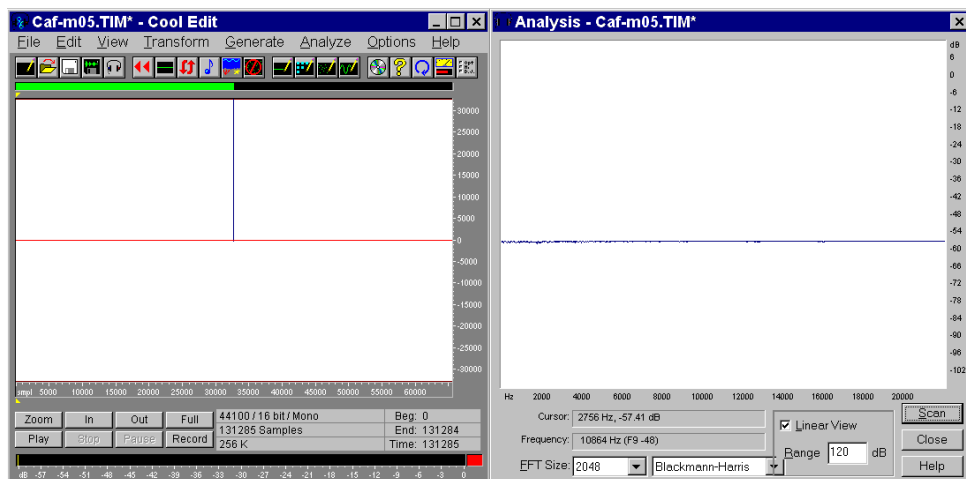 Caf-m05.TIM* - Cool Edit
File Edit View Transform Generate Analyze Options Help
30000
25000
20000
15000
10000
5000
0
-5000
-10000
-15000
-20000
-25000
-30000
smpl 5000 10000 15000 20000 25000 30000 35000 40000 45000 50000 55000 60000
Zoom In Out Full
Play Stop Pause Record
44100 / 16 bit / Mono
131285 Samples
256 K
Beg: 0
End: 131284
Time: 131285
dB -57 -54 -51 -48 -45 -42 -39 -36 -33 -30 -27 -24 -21 -18 -15 -12 -9 -6 -3 0
Analysis - Caf-m05.TIM*
dB
6
0
-6
-12
-18
-24
-30
-36
-42
-48
-54
-60
-66
-72
-78
-84
-90
-96
-102
Hz 2000 4000 6000 8000 10000 12000 14000 16000 18000 20000
Cursor: 2756 Hz, -57.41 dB
Frequency: 10864 Hz (F9 -48)
FFT Size: 2048 Blackmann-Harris
Linear View
Range 120 dB
Scan
Close
Help